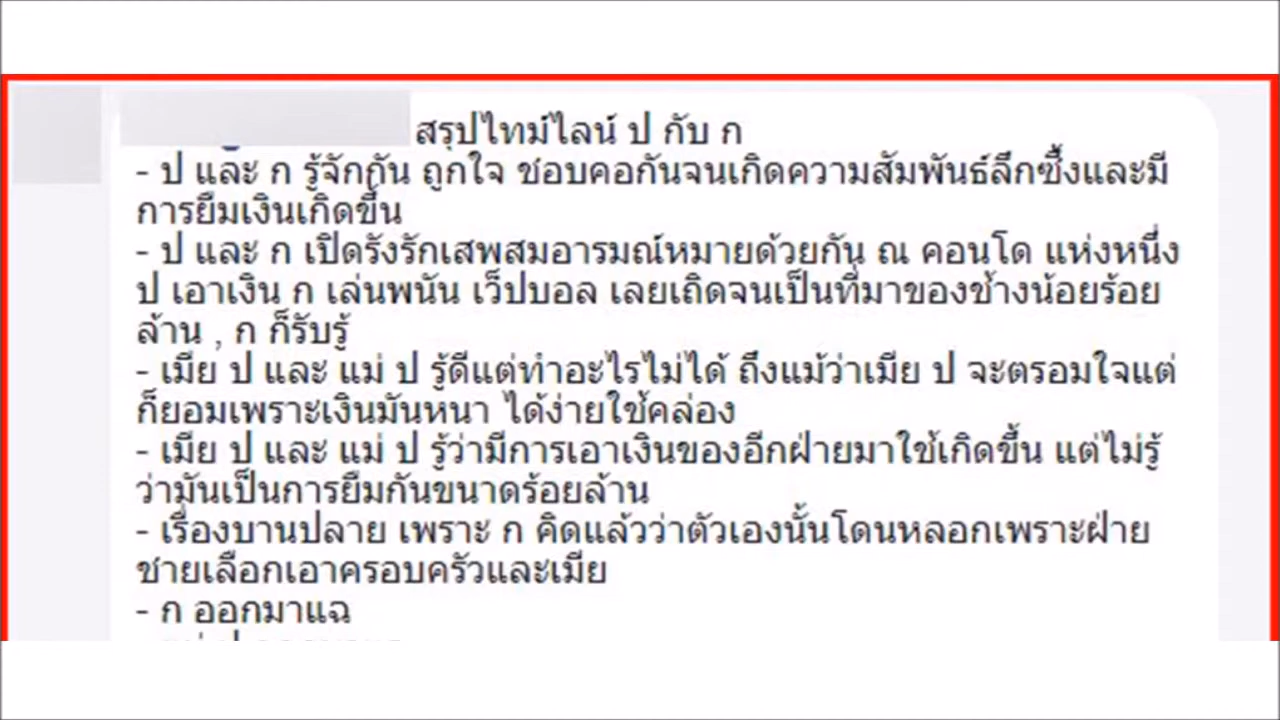 สรุปไทม์ไลน์ ป กับ ก
- ป และ ก รู้จักกัน ถูกใจ ชอบคอกันจนเกิดความสัมพันธ์ลึกซึ้งและมี
การยืมเงินเกิดขึ้น
- ป และ ก เปิดรังรักเสพสมอารมณ์หมายด้วยกัน ณ คอนโด แห่งหนึ่ง
ป เอาเงิน ก เล่นพนัน เว็ปบอล เลยเถิดจนเป็นที่มาของข้างน้อยร้อย
ล้าน , ก ก็รับรู้
- เมีย ป และ แม่ ป รู้ดีแต่ทำอะไรไม่ได้ ถึงแม้ว่าเมีย ป จะตรอมใจแต่
ก็ยอมเพราะเงินมันหนา ได้ง่ายใช้คล่อง
- เมีย ป และ แม่ ป รู้ว่ามีการเอาเงินของอีกฝ่ายมาใช้เกิดขึ้น แต่ไม่รู้
ว่ามันเป็นการยืมกันขนาดร้อยล้าน
- เรื่องบานปลาย เพราะ ก คิดแล้วว่าตัวเองนั้นโดนหลอกเพราะฝ่าย
ชายเลือกเอาครอบครัวและเมีย
- ก ออกมาแฉ